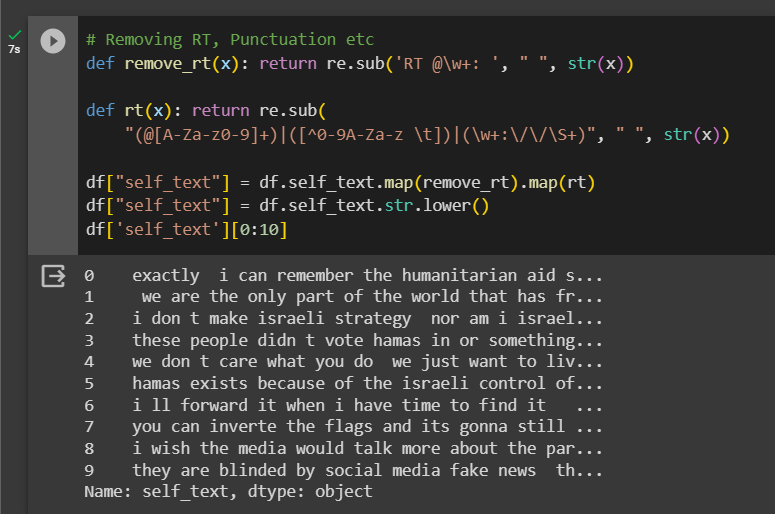 7s
# Removing RT, Punctuation etc
def remove_rt(x): return re.sub('RT @\w+: ', " ", str(x))
def rt(x): return re.sub(
    "(@[A-Za-z0-9]+)|([^0-9A-Za-z \t])|(\w+:\/\/\S+)", " ", str(x))
df["self_text"] = df.self_text.map(remove_rt).map(rt)
df["self_text"] = df.self_text.str.lower()
df['self_text'][0:10]
0    exactly  i can remember the humanitarian aid s...
1     we are the only part of the world that has fr...
2    i don t make israeli strategy  nor am i israel...
3    these people didn t vote hamas in or something...
4    we don t care what you do  we just want to liv...
5    hamas exists because of the israeli control of...
6    i ll forward it when i have time to find it   ...
7    you can inverte the flags and its gonna still ...
8    i wish the media would talk more about the par...
9    they are blinded by social media fake news  th...
Name: self_text, dtype: object